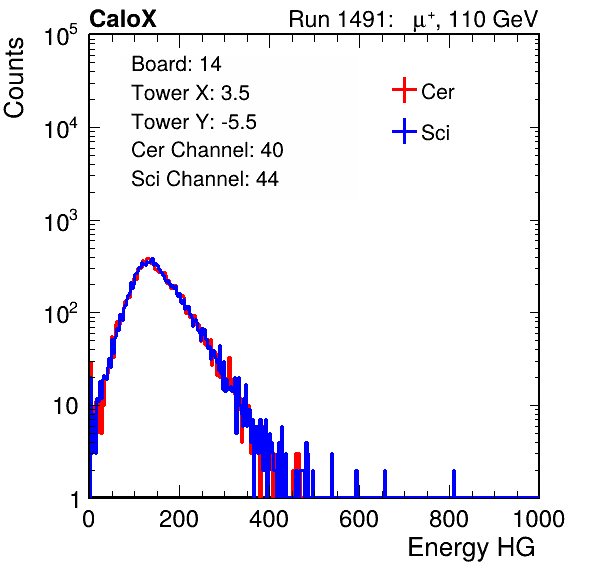 CaloX Run 1491: μ⁺, 110 GeV
Counts
Board: 14
Tower X: 3.5
Tower Y: -5.5
Cer Channel: 40
Sci Channel: 44
Cer
Sci
10⁵
10⁴
10³
10²
10
1
0 200 400 600 800 1000
Energy HG